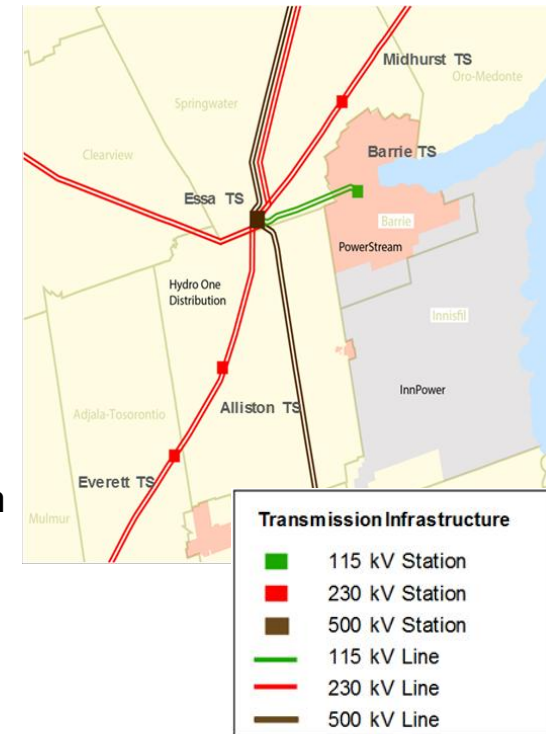 Midhurst TS
Oro-Medonte
Springwater
Barrie TS
Clearview
Essa TS
Barrie
PowerStream
Hydro One
Distribution
Innisfil
InnPower
Alliston TS
Adjala-Tosorontio
Everett TS
Mulmur
Transmission Infrastructure
115 kV Station
230 kV Station
500 kV Station
115 kV Line
230 kV Line
500 kV Line